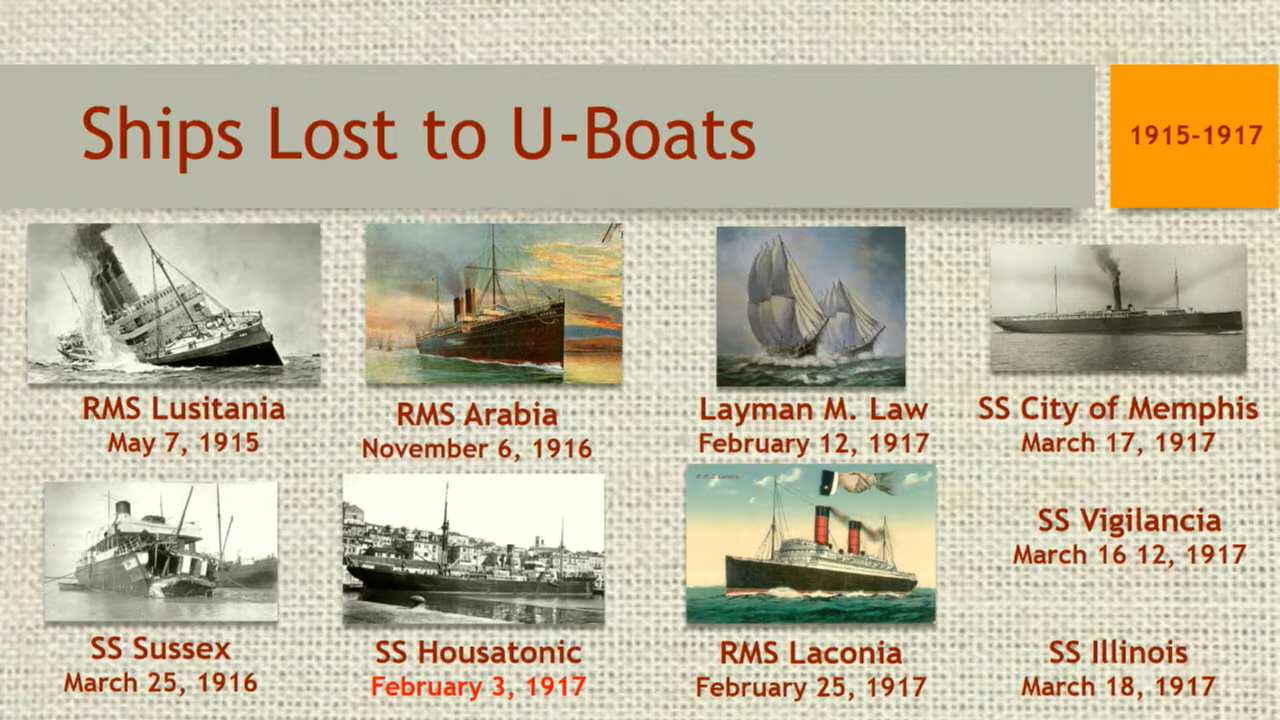 Ships Lost to U-Boats
1915-1917
RMS Lusitania
May 7, 1915
RMS Arabia
November 6, 1916
Layman M. Law
February 12, 1917
SS City of Memphis
March 17, 1917
SS Sussex
March 25, 1916
SS Housatonic
February 3, 1917
RMS Laconia
February 25, 1917
SS Vigilancia
March 16 12, 1917
SS Illinois
March 18, 1917